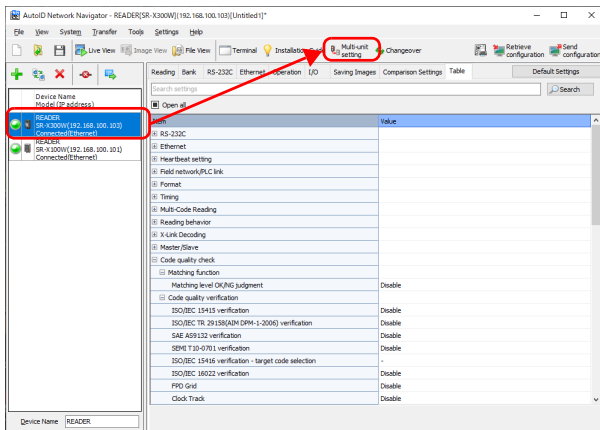 AutoID Network Navigator - READER[SR-X300W](192.168.100.103)[Untitled1]*
File View System Transfer Tools Settings Help
Live View Image View File View Terminal Installation Guide Multi-unit setting Changeover Retrieve configuration Send configuration
Reading Bank RS-232C Ethernet Operation I/O Saving Images Comparison Settings Table Default Settings
Search settings Search
Open all
Device Name
Model(IP address)
READER
SR-X300W(192.168.100.103)
Connected(Ethernet)
READER
SR-X100W(192.168.100.101)
Connected(Ethernet)
Item Value
RS-232C
Ethernet
Heartbeat setting
Field network/PLC link
Format
Timing
Multi-Code Reading
Reading behavior
X-Link Decoding
Master/Slave
Code quality check
Matching function
Matching level OK/NG judgment Disable
Code quality verification
ISO/IEC 15415 verification Disable
ISO/IEC TR 29158(AIM DPM-1-2006) verification Disable
SAE AS9132 verification Disable
SEMI T10-0701 verification Disable
ISO/IEC 15416 verification - target code selection -
ISO/IEC 16022 verification Disable
FPD Grid Disable
Clock Track Disable
Device Name READER